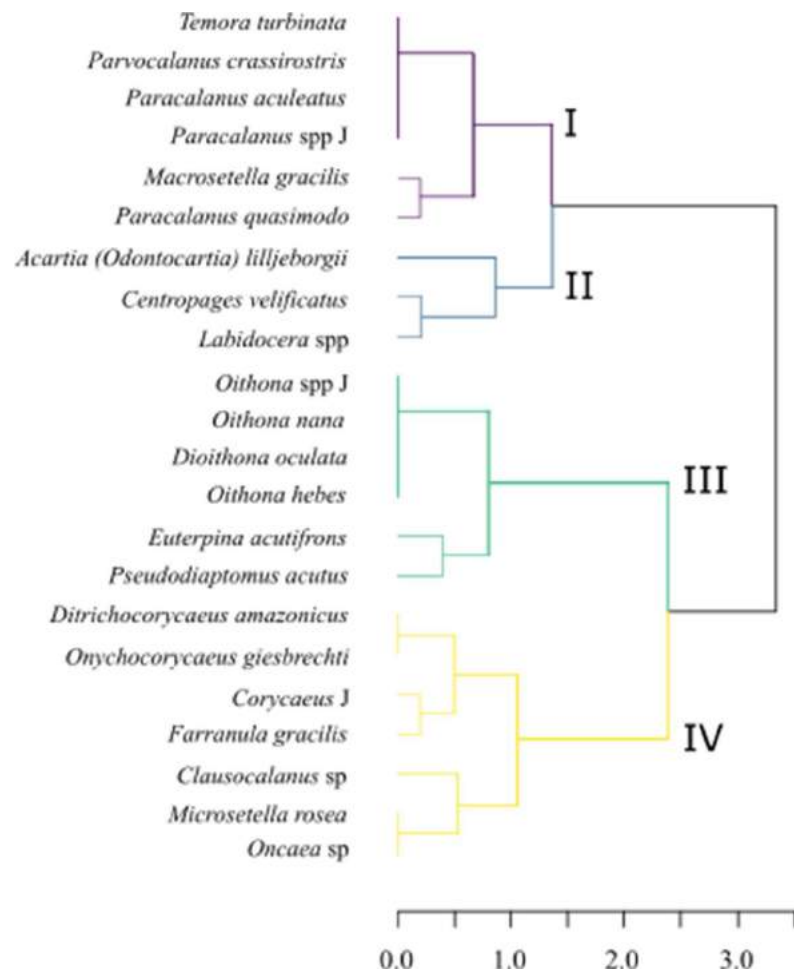 Temora turbinata
Parvocalanus crassirostris
Paracalanus aculeatus
Paracalanus spp J
I
Macrosetella gracilis
Paracalanus quasimodo
Acartia (Odontocartia) lilljeborgii
II
Centropages velificatus
Labidocera spp
Oithona spp J
Oithona nana
Dioithona oculata
III
Oithona hebes
Euterpina acutifrons
Pseudodiaptomus acutus
Ditrichocorycaeus amazonicus
Onychocorycaeus giesbrechti
Corycaeus J
Farranula gracilis
IV
Clausocalanus sp
Microsetella rosea
Oncaea sp
0.0 1.0 2.0 3.0